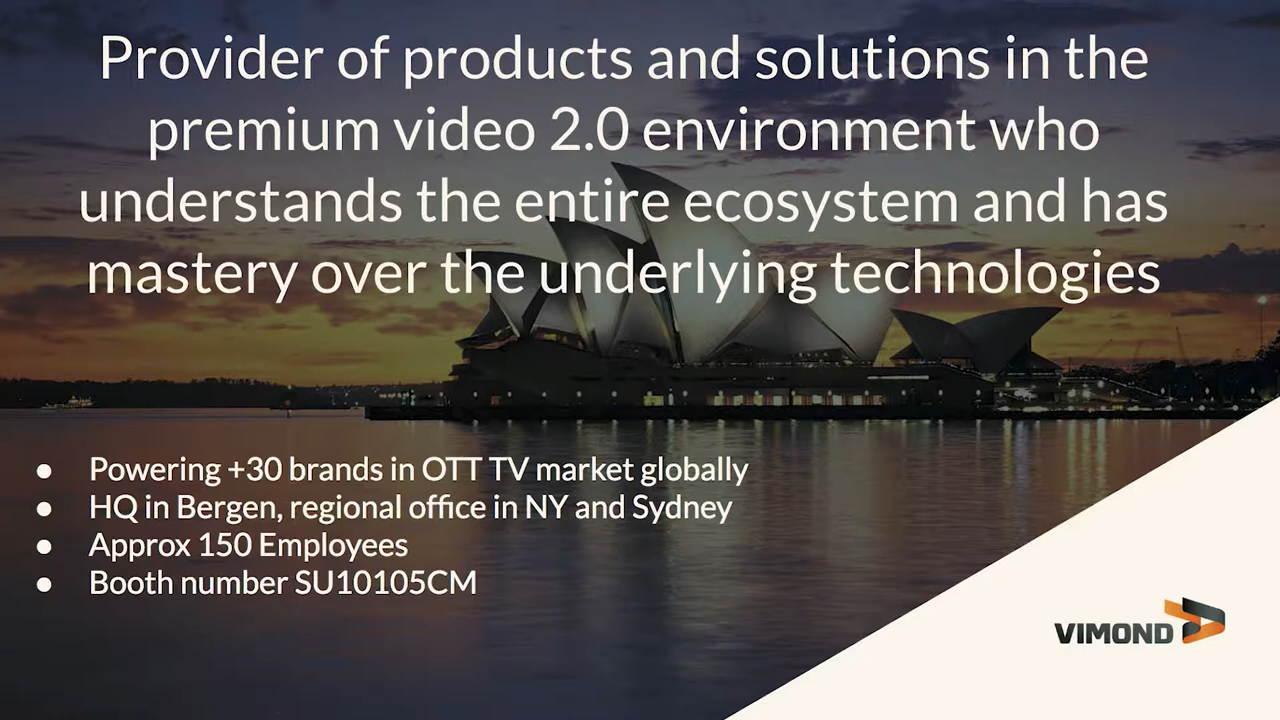 Provider of products and solutions in the
premium video 2.0 environment who
understands the entire ecosystem and has
mastery over the underlying technologies
● Powering +30 brands in OTT TV market globally
● HQ in Bergen, regional office in NY and Sydney
● Approx 150 Employees
● Booth number SU10105CM
VIMOND